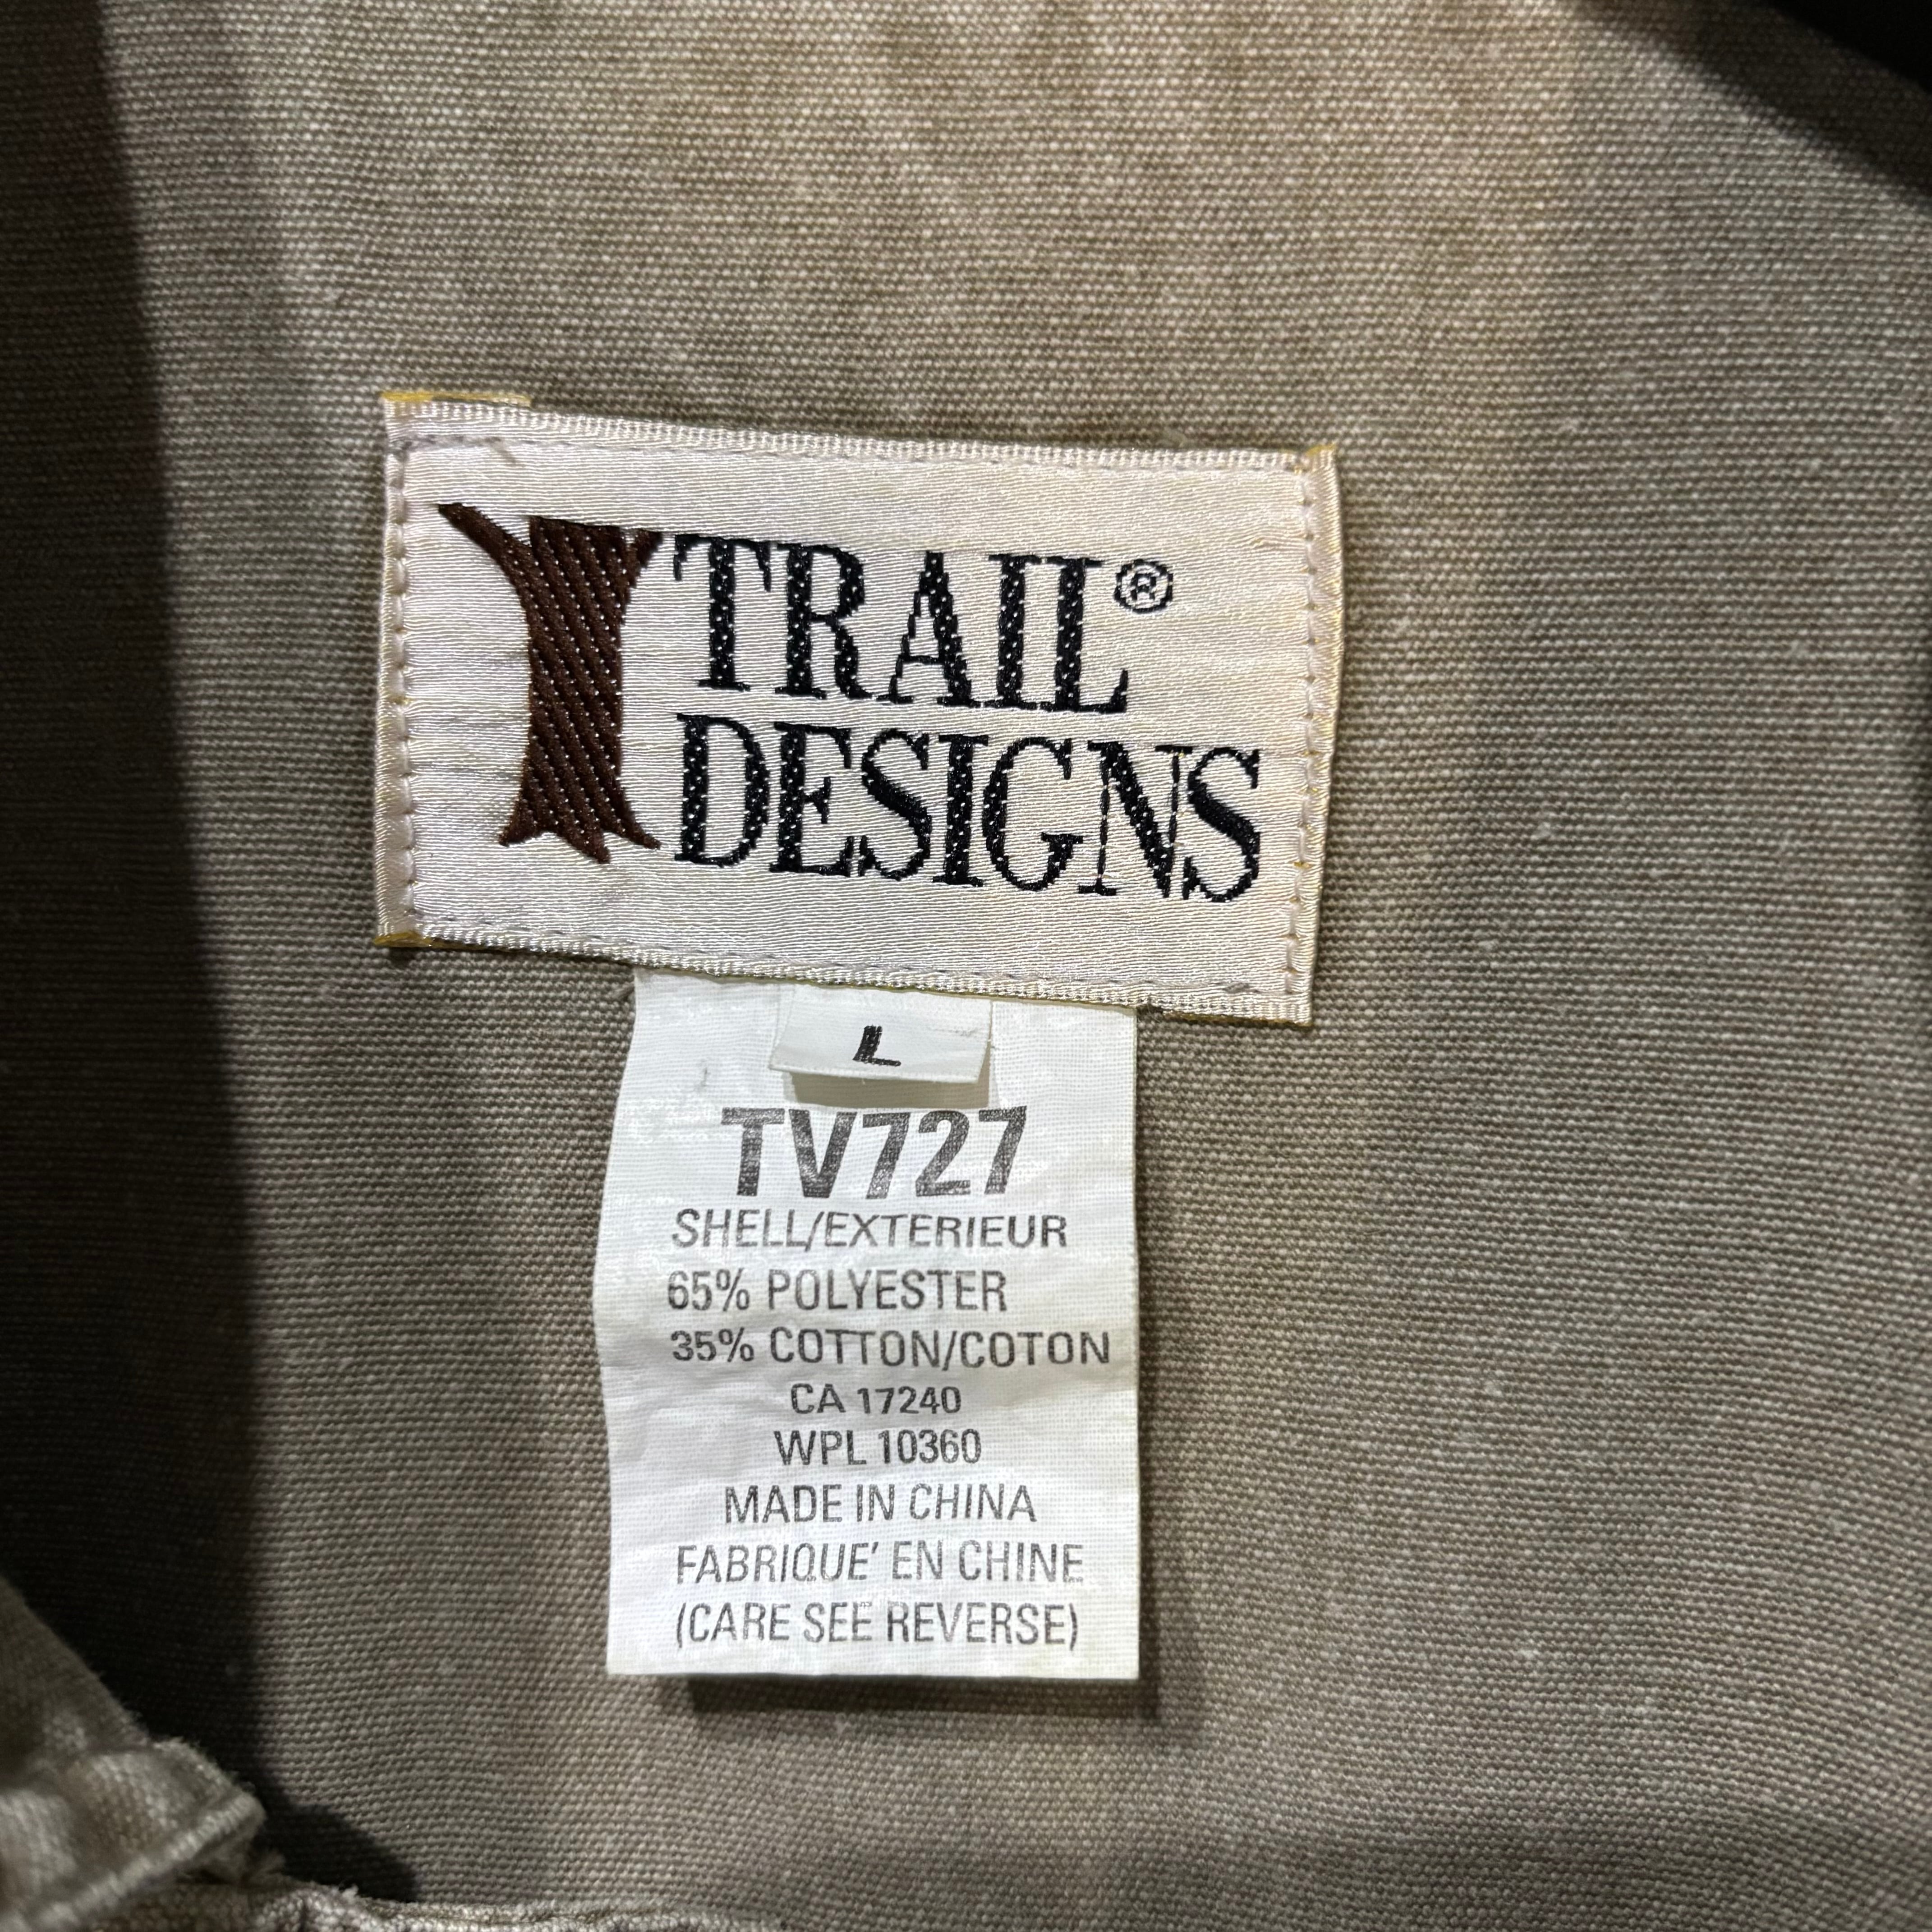 TRAIL®
DESIGNS
L
TV727
SHELL/EXTERIEUR
65% POLYESTER
35% COTTON/COTON
CA 17240
WPL 10360
MADE IN CHINA
FABRIQUE' EN CHINE
(CARE SEE REVERSE)